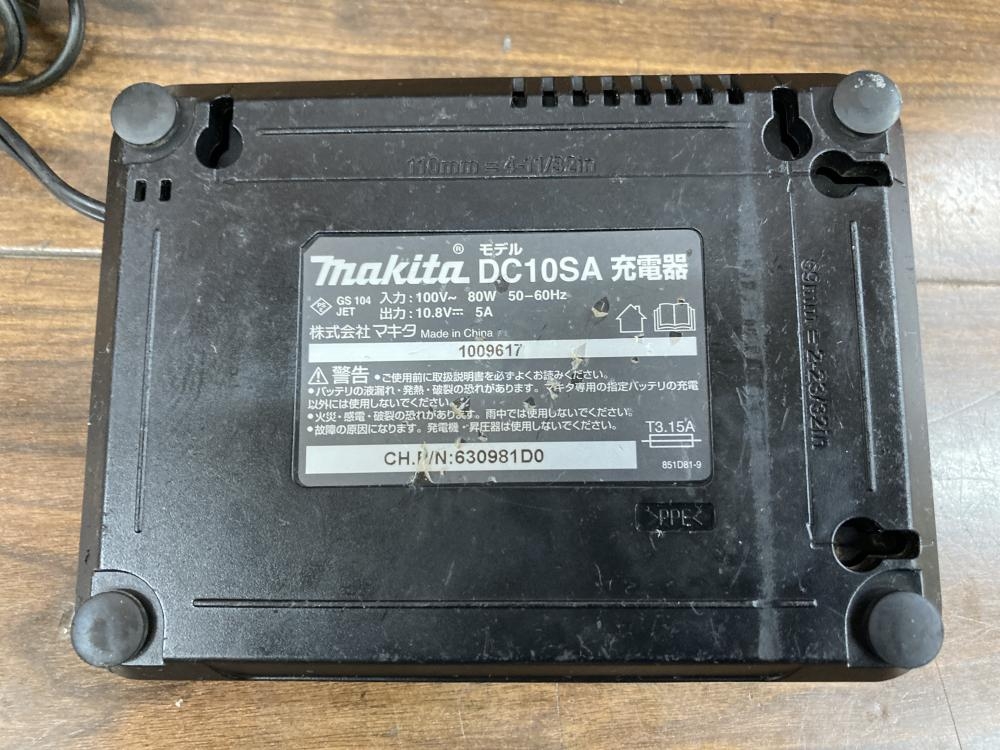 110mm = 4-11/32in
69mm = 2-23/32in
makita® モデル DC10SA 充電器
GS 104 入力:100V~ 80W 50-60Hz
JET 出力:10.8V⎓ 5A
株式会社マキタ Made in China
1009617
⚠警告 •ご使用前に取扱説明書を必ずよくお読みください。
•バッテリの液漏れ・発熱・破裂の恐れがあります。マキタ専用の指定バッテリの充電
以外には使用しないでください。
•火災・感電・破裂の恐れがあります。雨中では使用しないでください。
•故障の原因になります。発電機・昇圧器は使用しないでください。
T3.15A
CH.P/N:630981D0
851D81-9
>PPE<